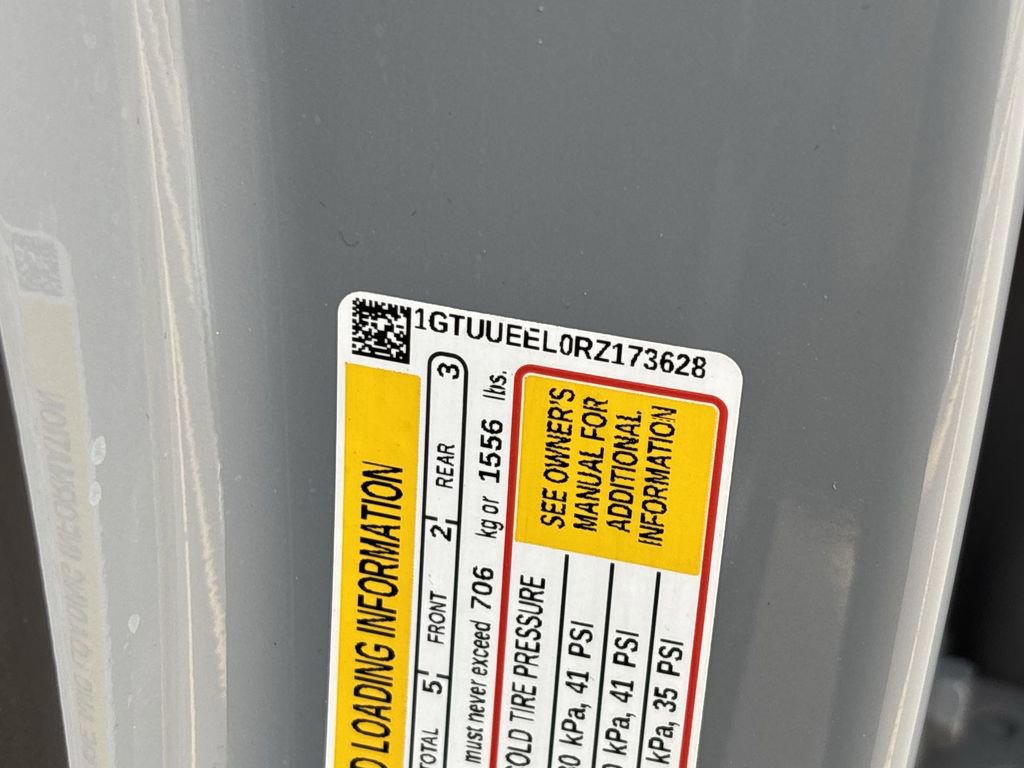 1GTUUEEL0RZ173628
LOADING INFORMATION
TOTAL 5 FRONT 2 REAR 3
must never exceed 706 kg or 1556 lbs.
COLD TIRE PRESSURE
SEE OWNER'S
MANUAL FOR
ADDITIONAL
INFORMATION
kPa, 41 PSI
kPa, 41 PSI
kPa, 35 PSI